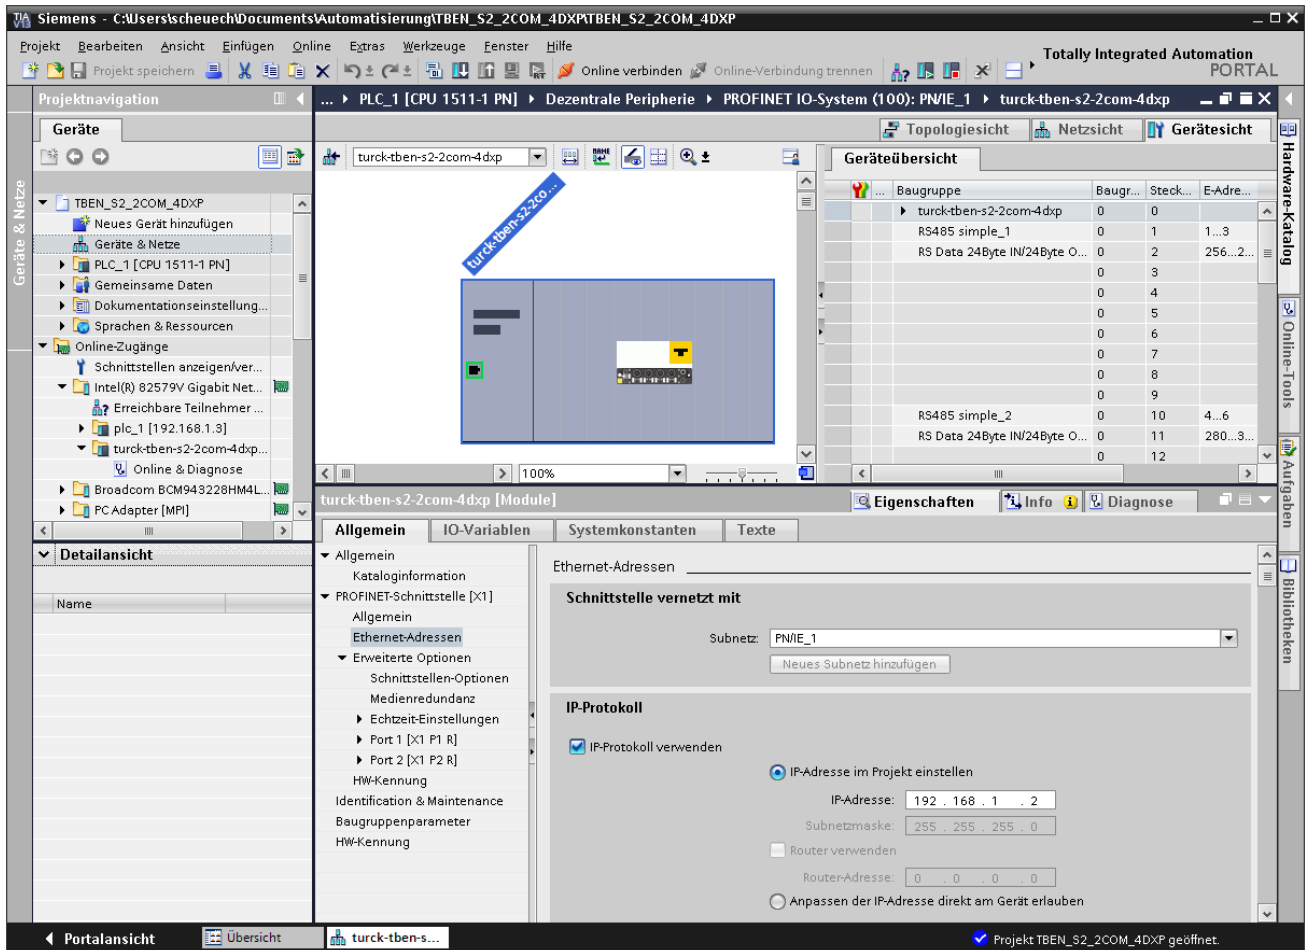 Siemens - C:\Users\scheuech\Documents\Automatisierung\TBEN_S2_2COM_4DXP\TBEN_S2_2COM_4DXP
Projekt Bearbeiten Ansicht Einfügen Online Extras Werkzeuge Fenster Hilfe
Totally Integrated Automation
PORTAL
Projekt speichern
Online verbinden
Online-Verbindung trennen
Projektnavigation
... PLC_1 [CPU 1511-1 PN] Dezentrale Peripherie PROFINET IO-System (100): PN/IE_1 turck-tben-s2-2com-4dxp
Geräte
Topologiesicht Netzsicht Gerätesicht
turck-tben-s2-2com-4dxp
Geräteübersicht
Geräte & Netze
TBEN_S2_2COM_4DXP
Neues Gerät hinzufügen
Geräte & Netze
PLC_1 [CPU 1511-1 PN]
Gemeinsame Daten
Dokumentationseinstellung...
Sprachen & Ressourcen
Online-Zugänge
Schnittstellen anzeigen/ver...
Intel(R) 82579V Gigabit Net...
Erreichbare Teilnehmer ...
plc_1 [192.168.1.3]
turck-tben-s2-2com-4dxp...
Online & Diagnose
Broadcom BCM943228HM4L...
PC Adapter [MPI]
turck-tben-s2-2co...
100%
... Baugruppe Baugr... Steck... E-Adre...
turck-tben-s2-2com-4dxp 0 0
RS485 simple_1 0 1 1...3
RS Data 24Byte IN/24Byte O... 0 2 256...2...
0 3
0 4
0 5
0 6
0 7
0 8
0 9
RS485 simple_2 0 10 4...6
RS Data 24Byte IN/24Byte O... 0 11 280...3...
0 12
Hardware-Katalog
Online-Tools
Aufgaben
Bibliotheken
Detailansicht
Name
turck-tben-s2-2com-4dxp [Module]
Eigenschaften Info Diagnose
Allgemein IO-Variablen Systemkonstanten Texte
Allgemein
Kataloginformation
PROFINET-Schnittstelle [X1]
Allgemein
Ethernet-Adressen
Erweiterte Optionen
Schnittstellen-Optionen
Medienredundanz
Echtzeit-Einstellungen
Port 1 [X1 P1 R]
Port 2 [X1 P2 R]
HW-Kennung
Identification & Maintenance
Baugruppenparameter
HW-Kennung
Ethernet-Adressen
Schnittstelle vernetzt mit
Subnetz: PN/IE_1
Neues Subnetz hinzufügen
IP-Protokoll
IP-Protokoll verwenden
IP-Adresse im Projekt einstellen
IP-Adresse: 192 . 168 . 1 . 2
Subnetzmaske: 255 . 255 . 255 . 0
Router verwenden
Router-Adresse: 0 . 0 . 0 . 0
Anpassen der IP-Adresse direkt am Gerät erlauben
Portalansicht
Übersicht
turck-tben-s...
Projekt TBEN_S2_2COM_4DXP geöffnet.